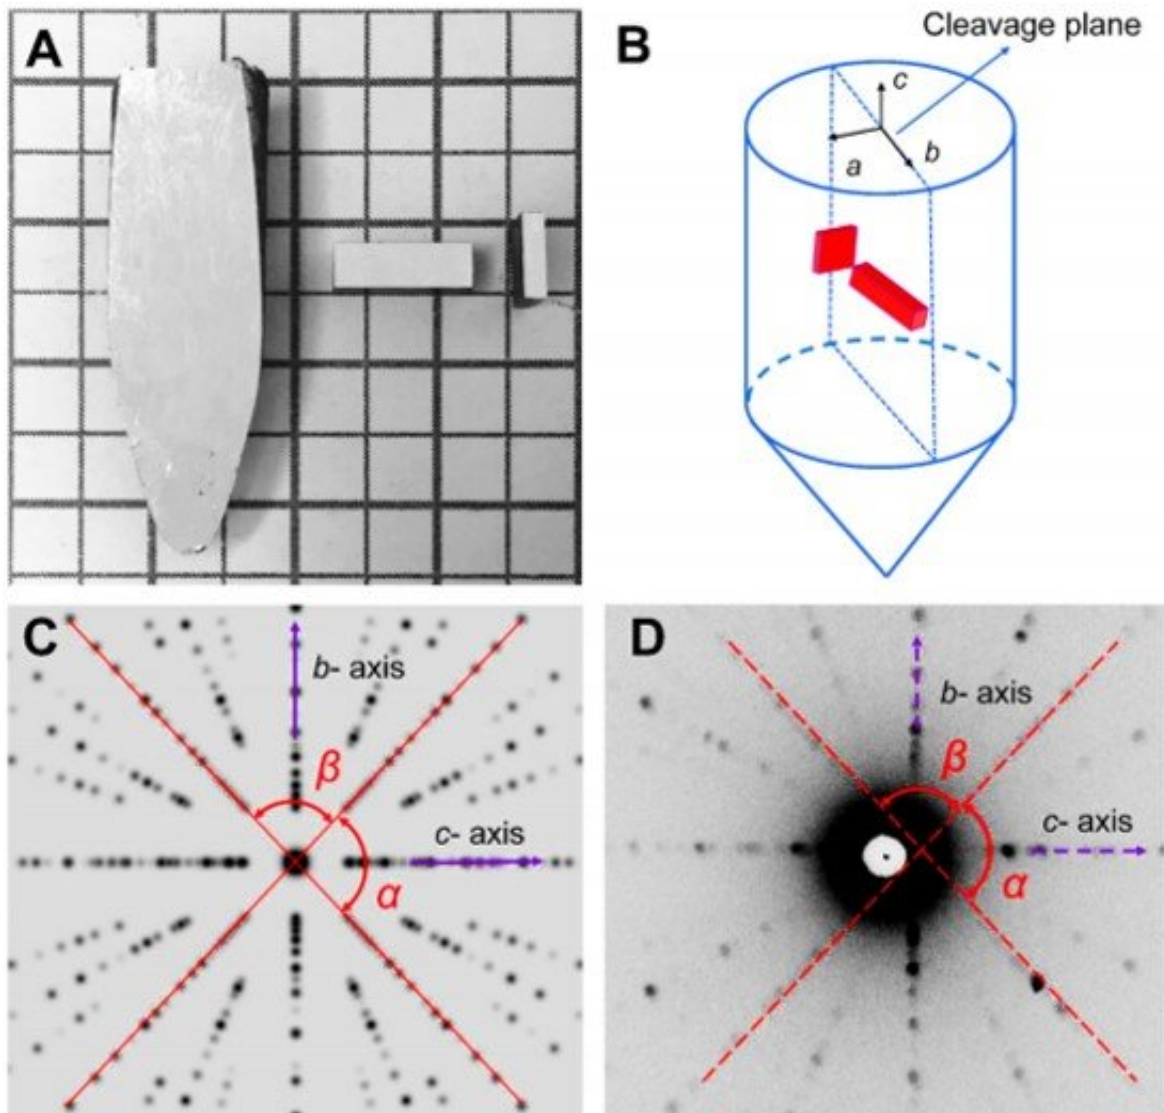 A
B
Cleavage plane
c
a
b
C
b- axis
β
c- axis
α
D
b- axis
β
c- axis
α